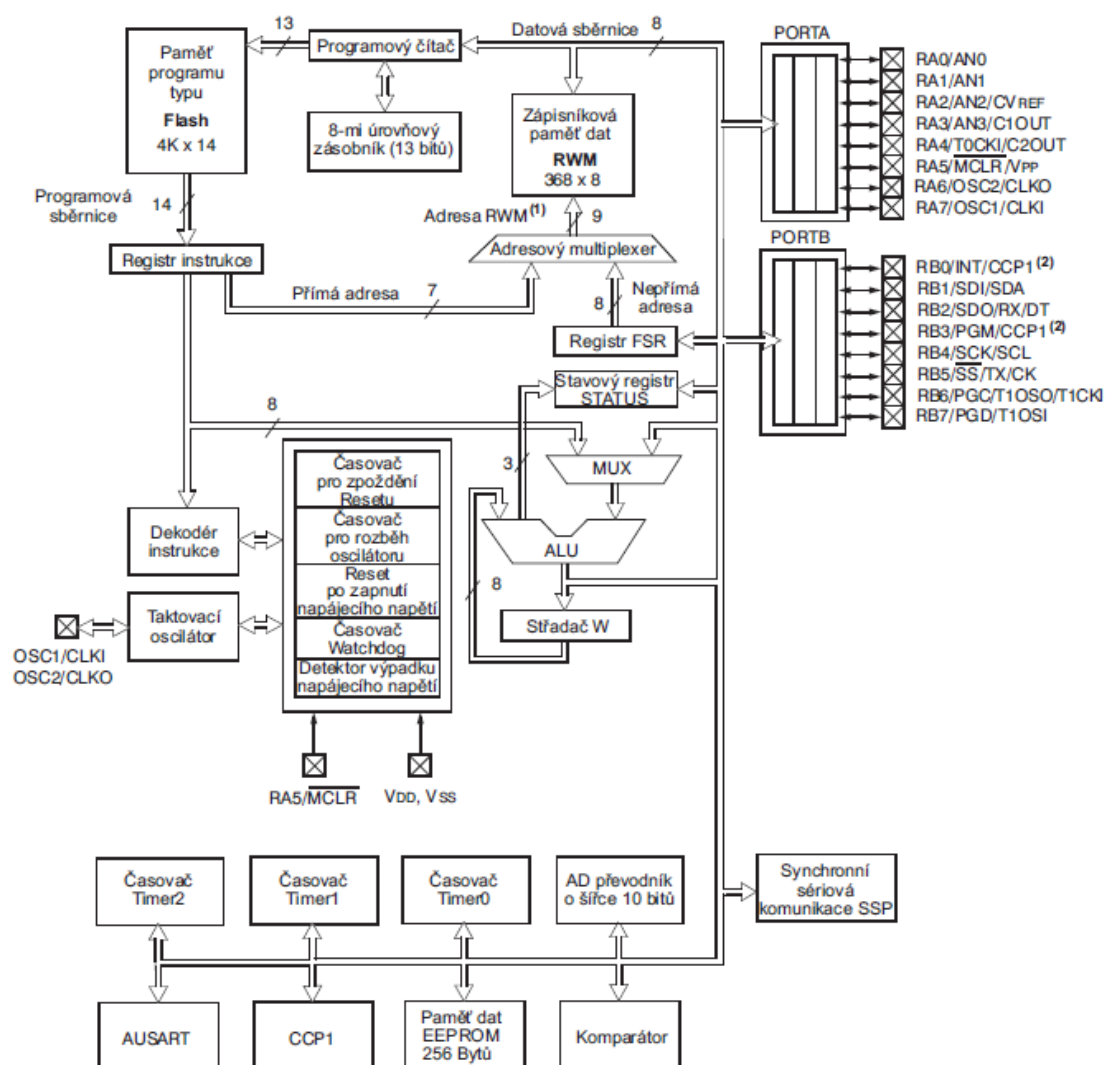 Paměť
programu
typu
Flash
4K x 14
13
Programový čítač
8-mi úrovňový
zásobník (13 bitů)
Datová sběrnice
8
Zápisníková
paměť dat
RWM
368 x 8
Programová
sběrnice
14
Adresa RWM(1)
9
Adresový multiplexer
Registr instrukce
Přímá adresa
7
8
Nepřímá
adresa
Registr FSR
Stavový registr
STATUS
8
3
MUX
ALU
8
Střadač W
PORTA
RA0/AN0
RA1/AN1
RA2/AN2/CVREF
RA3/AN3/C1OUT
RA4/T0CKI/C2OUT
RA5/MCLR/VPP
RA6/OSC2/CLKO
RA7/OSC1/CLKI
PORTB
RB0/INT/CCP1(2)
RB1/SDI/SDA
RB2/SDO/RX/DT
RB3/PGM/CCP1(2)
RB4/SCK/SCL
RB5/SS/TX/CK
RB6/PGC/T1OSO/T1CKI
RB7/PGD/T1OSI
Dekodér
instrukce
Taktovací
oscilátor
OSC1/CLKI
OSC2/CLKO
Časovač
pro zpoždění
Resetu
Časovač
pro rozběh
oscilátoru
Reset
po zapnutí
napájecího napětí
Časovač
Watchdog
Detektor výpadku
napájecího napětí
RA5/MCLR
VDD, VSS
Časovač
Timer2
Časovač
Timer1
Časovač
Timer0
AD převodník
o šířce 10 bitů
Synchronní
sériová
komunikace SSP
AUSART
CCP1
Paměť dat
EEPROM
256 Bytů
Komparátor